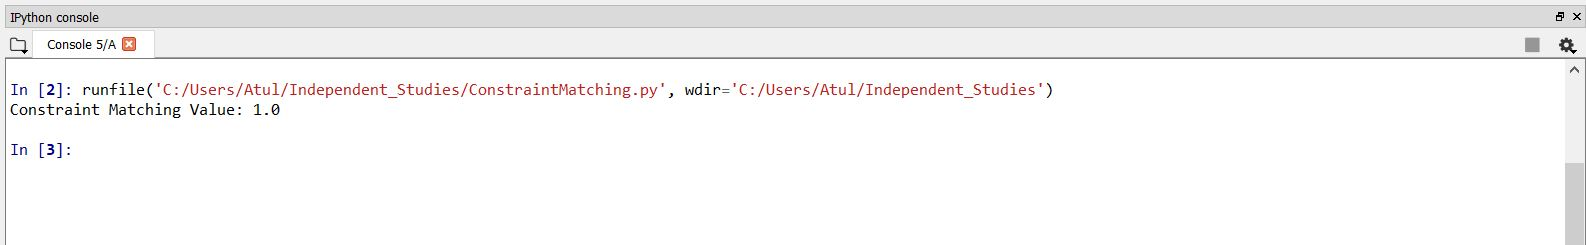 IPython console
Console 5/A
In [2]: runfile('C:/Users/Atul/Independent_Studies/ConstraintMatching.py', wdir='C:/Users/Atul/Independent_Studies')
Constraint Matching Value: 1.0
In [3]: